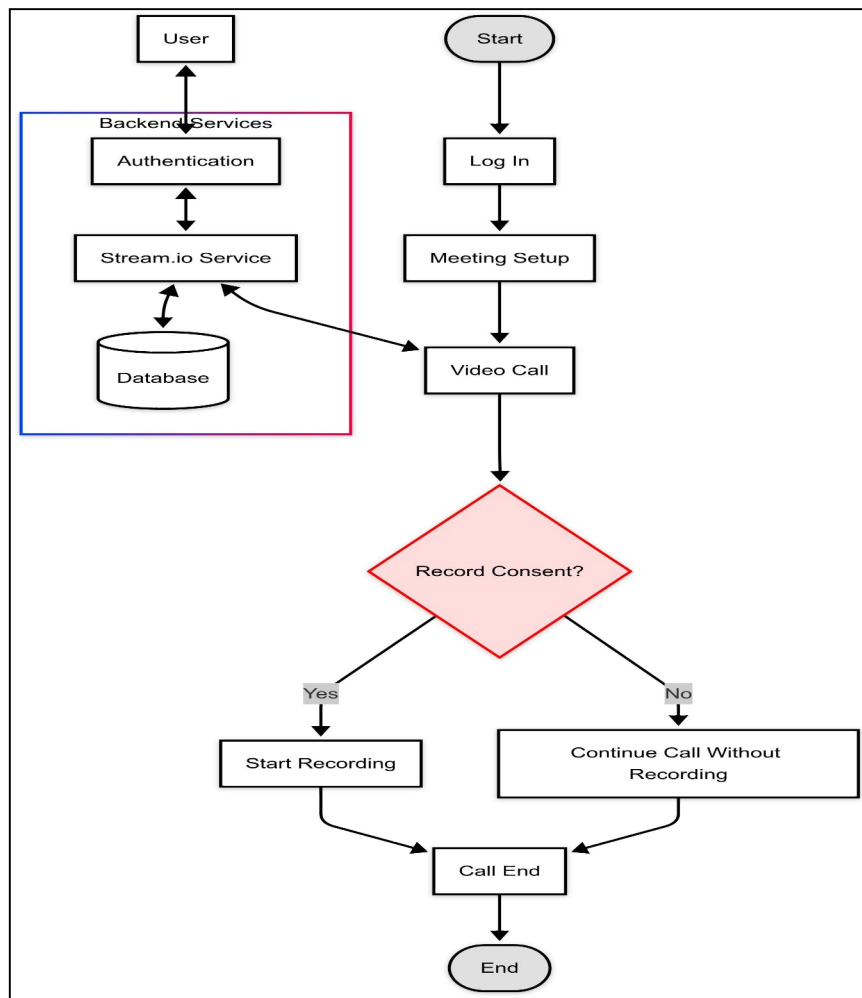 User
Start
Backend Services
Authentication
Log In
Stream.io Service
Meeting Setup
Database
Video Call
Record Consent?
Yes
No
Start Recording
Continue Call Without
Recording
Call End
End